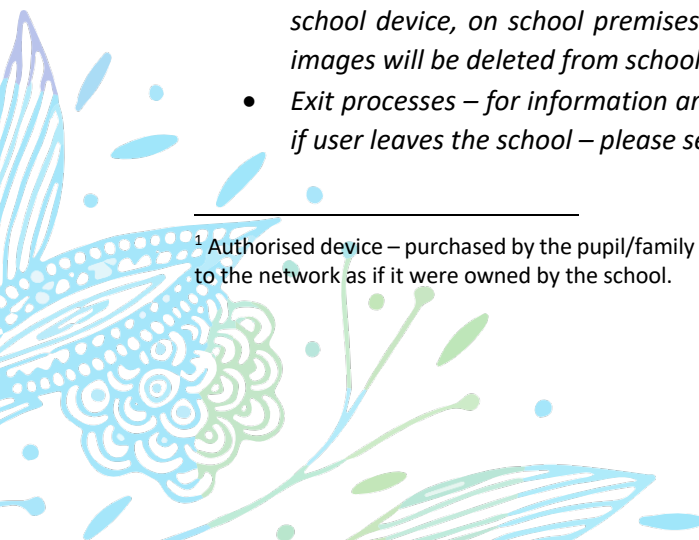 school device, on school premises
images will be deleted from school
• Exit processes – for information
if user leaves the school – please
1 Authorised device – purchased by the pupil/family
to the network as if it were owned by the school.